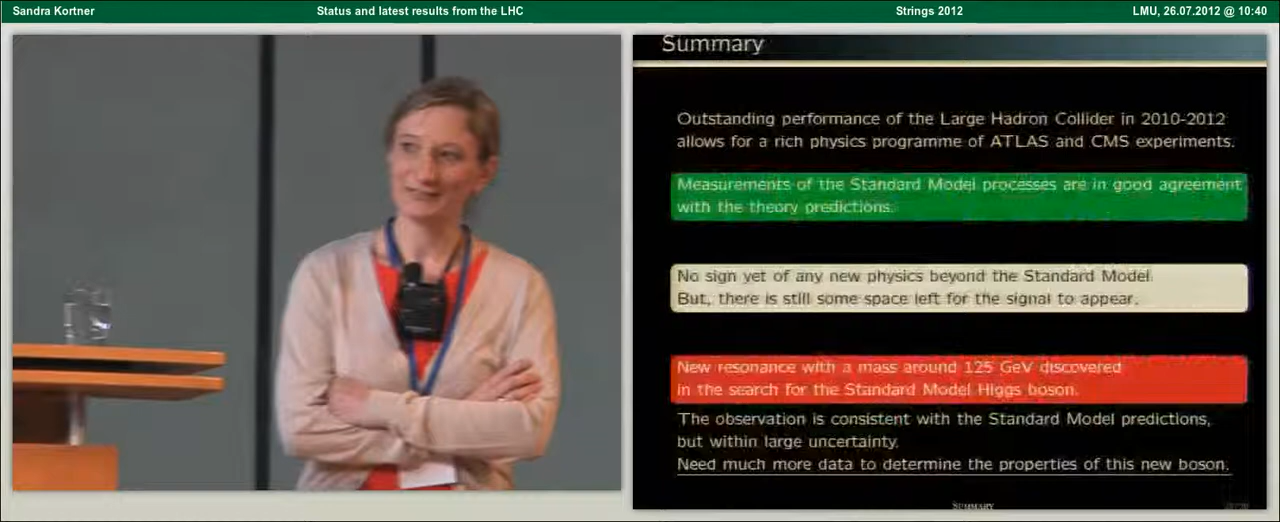 Sandra Kortner
Status and latest results from the LHC
Strings 2012
LMU, 26.07.2012 @ 10:40
Summary
Outstanding performance of the Large Hadron Collider in 2010-2012
allows for a rich physics programme of ATLAS and CMS experiments.
Measurements of the Standard Model processes are in good agreement
with the theory predictions.
No sign yet of any new physics beyond the Standard Model
But, there is still some space left for the signal to appear.
New resonance with a mass around 125 GeV discovered
in the search for the Standard Model Higgs boson.
The observation is consistent with the Standard Model predictions,
but within large uncertainty.
Need much more data to determine the properties of this new boson.
Summary